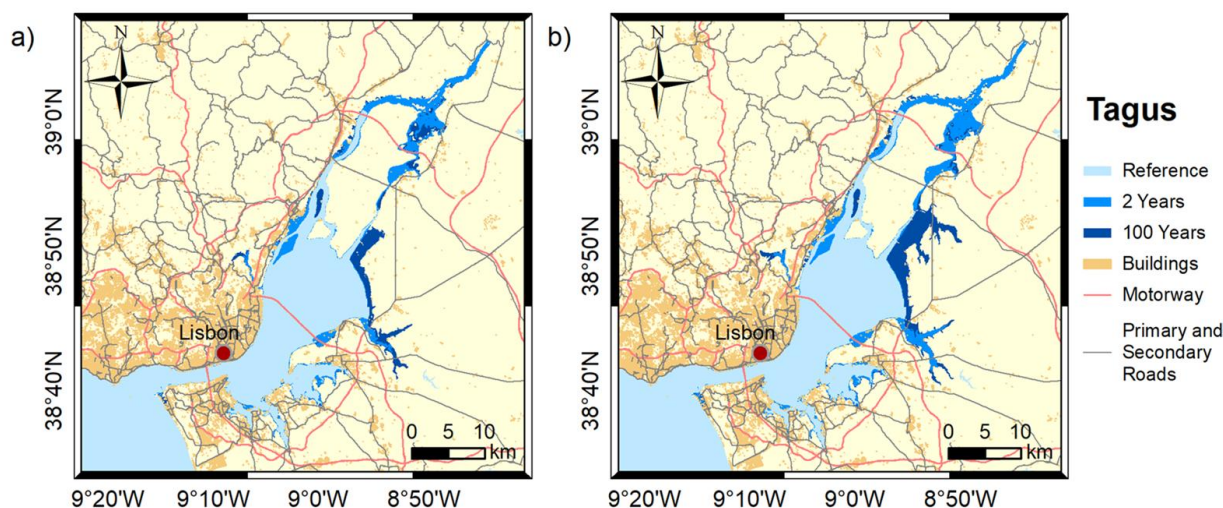 a)
N
39°0'N
38°50'N
38°40'N
Lisbon
0 5 10
km
9°20'W 9°10'W 9°0'W 8°50'W
b)
N
39°0'N
38°50'N
38°40'N
Lisbon
0 5 10
km
9°20'W 9°10'W 9°0'W 8°50'W
Tagus
Reference
2 Years
100 Years
Buildings
Motorway
Primary and
Secondary
Roads